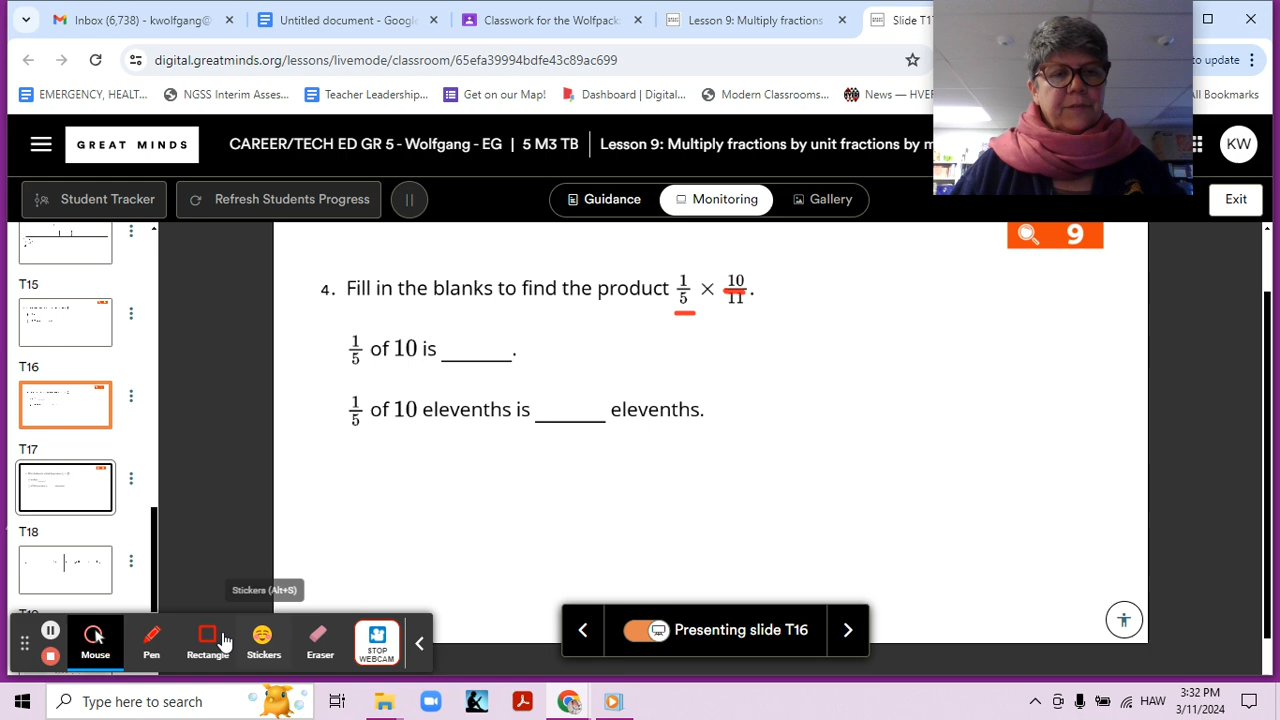 Inbox (6,738) - kwolfgang@
Untitled document - Google
Classwork for the Wolfpack
Lesson 9: Multiply fractions
Slide T17
digital.greatminds.org/lessons/livemode/classroom/65efa39994bdfe43c89ac699
to update
EMERGENCY, HEALT...
NGSS Interim Asses...
Teacher Leadership...
Get on our Map!
Dashboard | Digital...
Modern Classrooms...
News — HVER
All Bookmarks
GREAT MINDS
CAREER/TECH ED GR 5 - Wolfgang - EG | 5 M3 TB
Lesson 9: Multiply fractions by unit fractions by m
KW
Student Tracker
Refresh Students Progress
Guidance
Monitoring
Gallery
Exit
9
T15
T16
T17
T18
4. Fill in the blanks to find the product 1/5 × 10/11.
1/5 of 10 is ______.
1/5 of 10 elevenths is ______ elevenths.
Stickers (Alt+S)
Mouse
Pen
Rectangle
Stickers
Eraser
STOP WEBCAM
Presenting slide T16
Type here to search
HAW
3:32 PM
3/11/2024